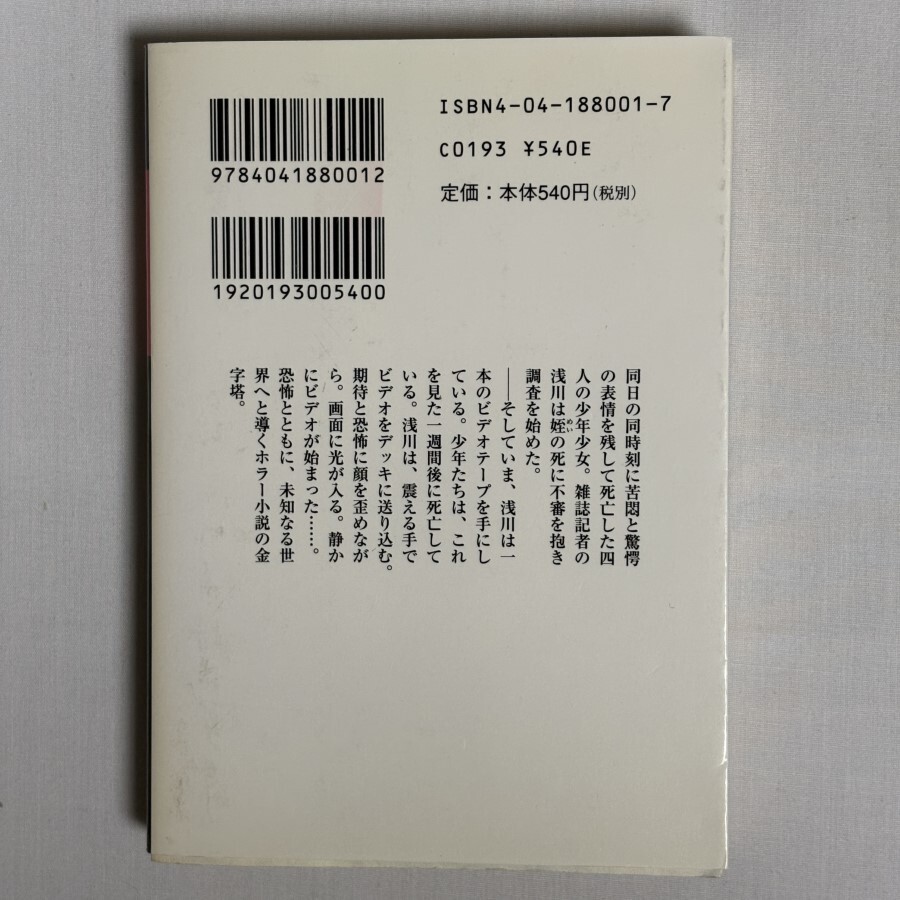 ISBN4-04-188001-7
C0193 ¥540E
定価：本体540円（税別）
9784041880012
1920193005400
同日の同時刻に苦悶と驚愕
の表情を残して死亡した四
人の少年少女。雑誌記者の
浅川は姪の死に不審を抱き
めい
調査を始めた。
――そしていま、浅川は一
本のビデオテープを手にし
ている。少年たちは、これ
を見た一週間後に死亡して
いる。浅川は、震える手で
ビデオをデッキに送り込む。
期待と恐怖に顔を歪めなが
ら。画面に光が入る。静か
にビデオが始まった……。
恐怖とともに、未知なる世
界へと導くホラー小説の金
字塔。